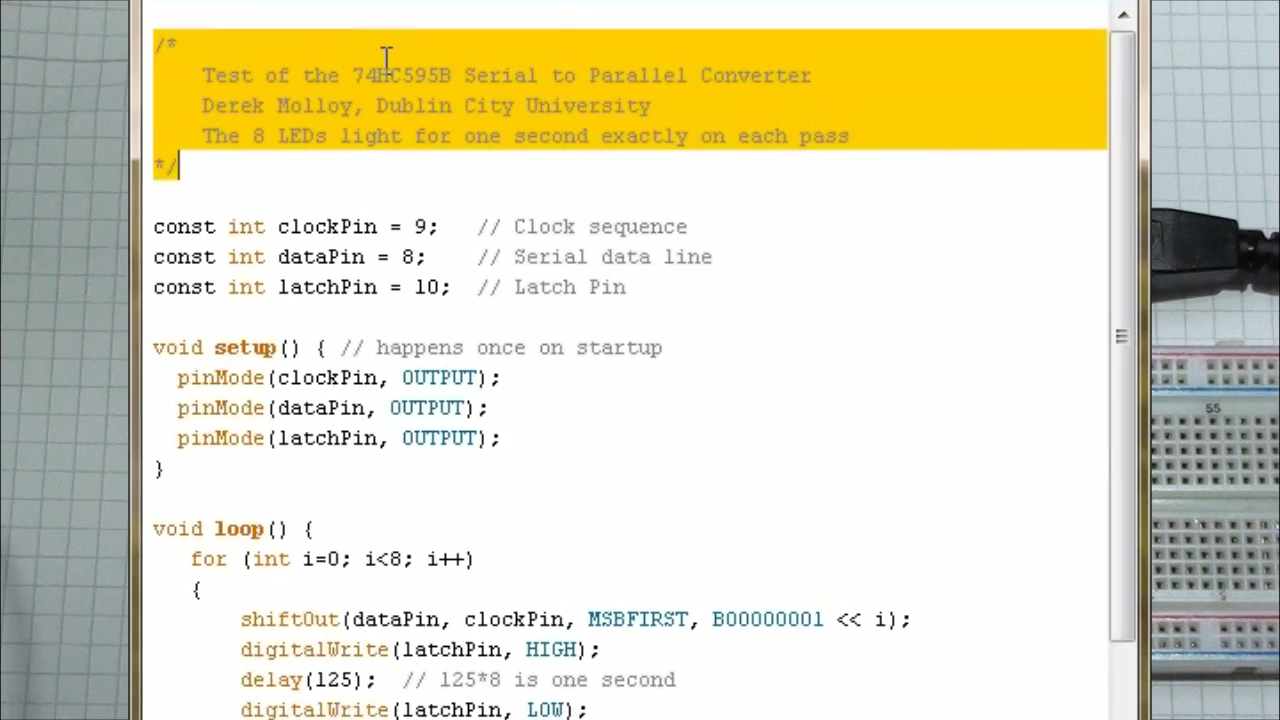 /*
Test of the 74HC595B Serial to Parallel Converter
Derek Molloy, Dublin City University
The 8 LEDs light for one second exactly on each pass
*/
const int clockPin = 9;   // Clock sequence
const int dataPin = 8;    // Serial data line
const int latchPin = 10;  // Latch Pin
void setup() { // happens once on startup
pinMode(clockPin, OUTPUT);
pinMode(dataPin, OUTPUT);
pinMode(latchPin, OUTPUT);
}
void loop() {
for (int i=0; i<8; i++)
{
shiftOut(dataPin, clockPin, MSBFIRST, B00000001 << i);
digitalWrite(latchPin, HIGH);
delay(125);  // 125*8 is one second
digitalWrite(latchPin, LOW);
55